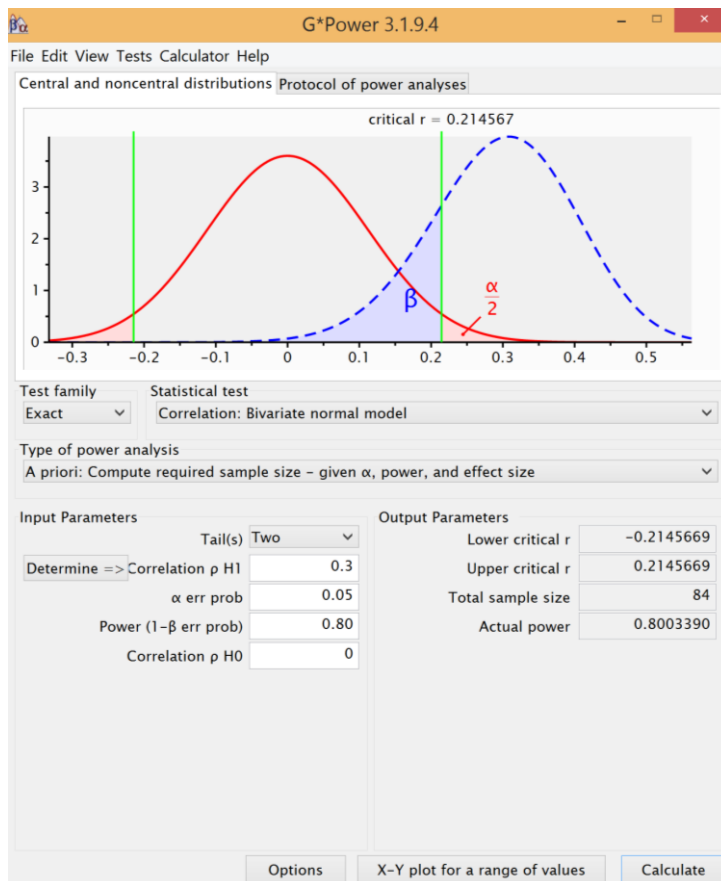 βα
G*Power 3.1.9.4
File Edit View Tests Calculator Help
Central and noncentral distributions Protocol of power analyses
critical r = 0.214567
3
2
1
0
β
α
2
-0.3 -0.2 -0.1 0 0.1 0.2 0.3 0.4 0.5
Test family Statistical test
Exact Correlation: Bivariate normal model
Type of power analysis
A priori: Compute required sample size – given α, power, and effect size
Input Parameters
Tail(s) Two
Determine => Correlation ρ H1 0.3
α err prob 0.05
Power (1-β err prob) 0.80
Correlation ρ H0 0
Output Parameters
Lower critical r -0.2145669
Upper critical r 0.2145669
Total sample size 84
Actual power 0.8003390
Options X-Y plot for a range of values Calculate